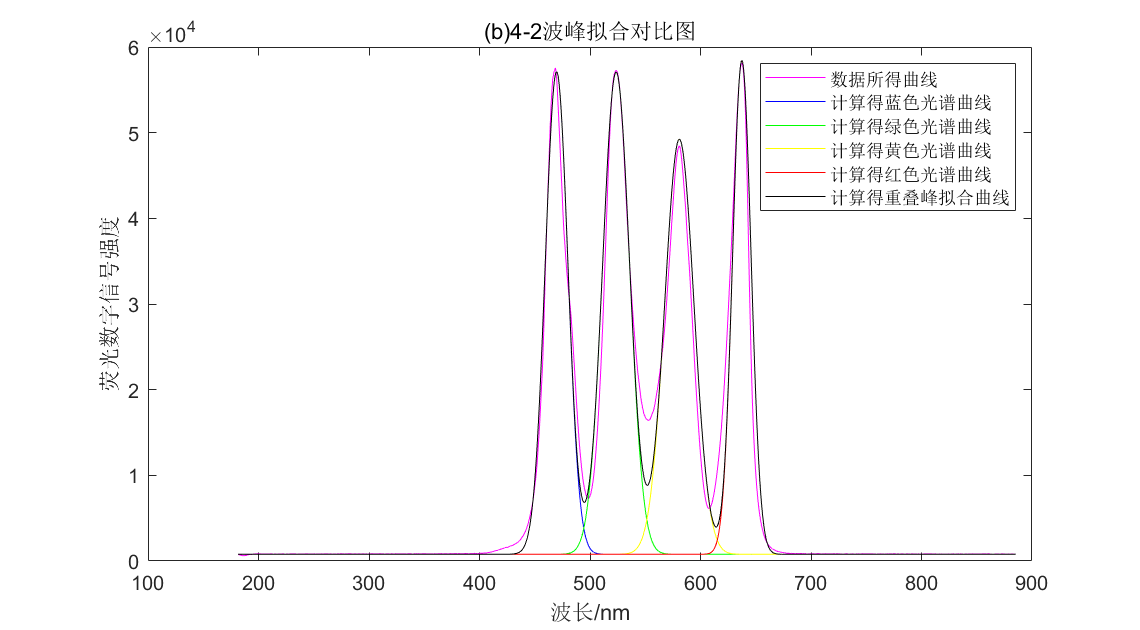 (b)4-2波峰拟合对比图
×10⁴
6
5
4
3
2
1
0
荧光数字信号强度
数据所得曲线
计算得蓝色光谱曲线
计算得绿色光谱曲线
计算得黄色光谱曲线
计算得红色光谱曲线
计算得重叠峰拟合曲线
100 200 300 400 500 600 700 800 900
波长/nm